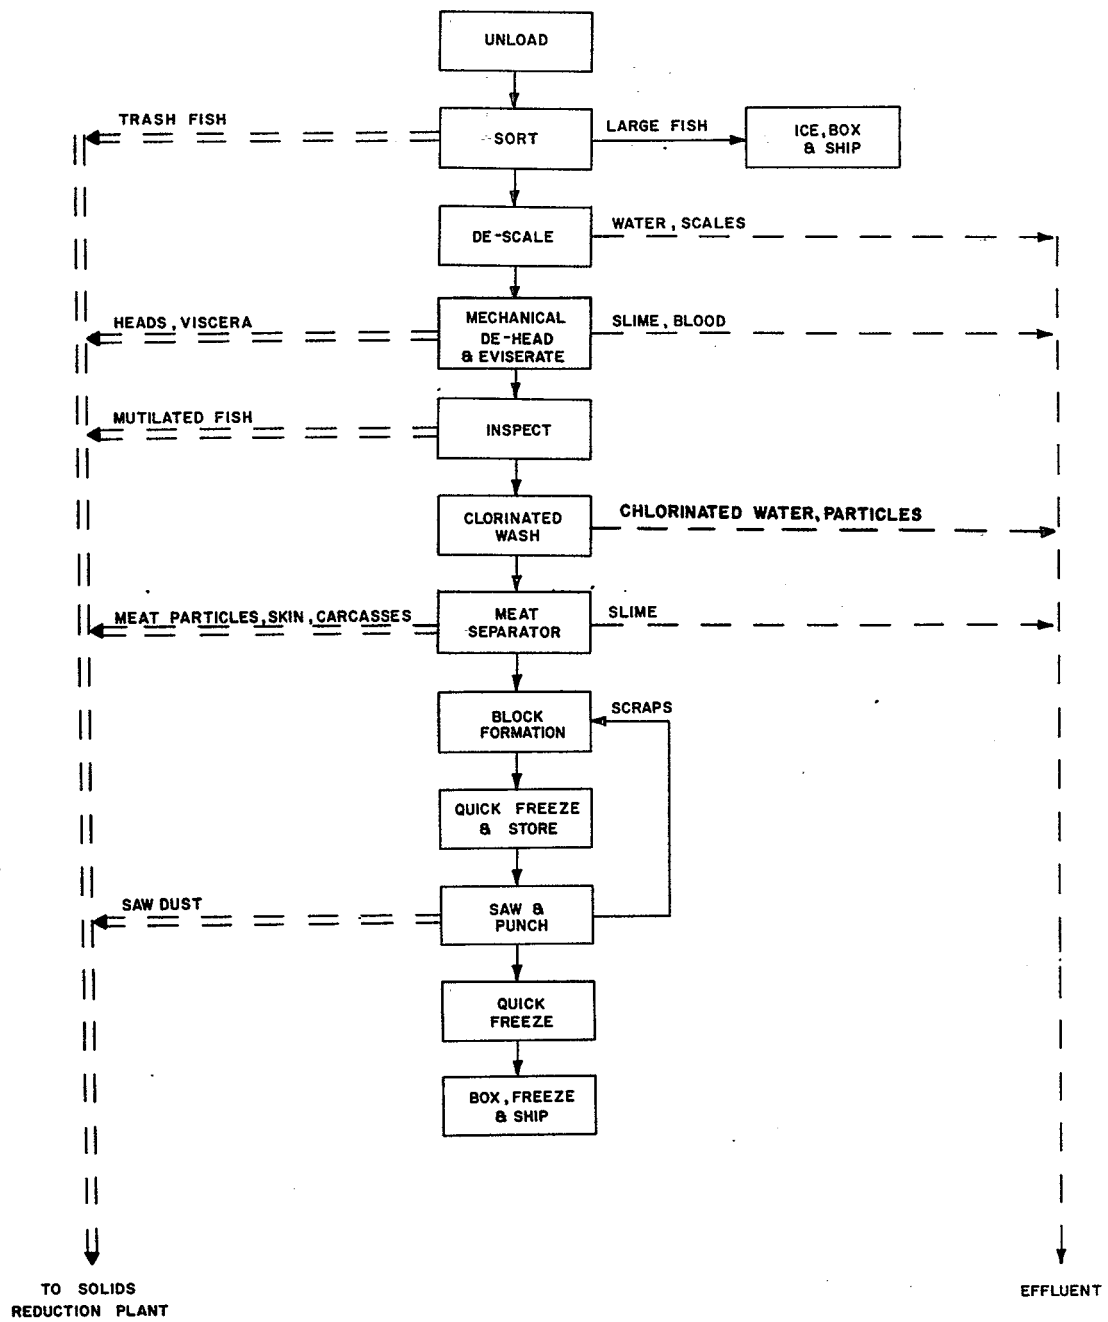 UNLOAD
TRASH FISH
SORT
LARGE FISH
ICE, BOX
& SHIP
DE-SCALE
WATER, SCALES
HEADS, VISCERA
MECHANICAL
DE-HEAD
& EVISERATE
SLIME, BLOOD
MUTILATED FISH
INSPECT
CLORINATED
WASH
CHLORINATED WATER, PARTICLES
MEAT PARTICLES, SKIN, CARCASSES
MEAT
SEPARATOR
SLIME
BLOCK
FORMATION
SCRAPS
QUICK FREEZE
& STORE
SAW DUST
SAW &
PUNCH
QUICK
FREEZE
BOX, FREEZE
& SHIP
TO SOLIDS
REDUCTION PLANT
EFFLUENT